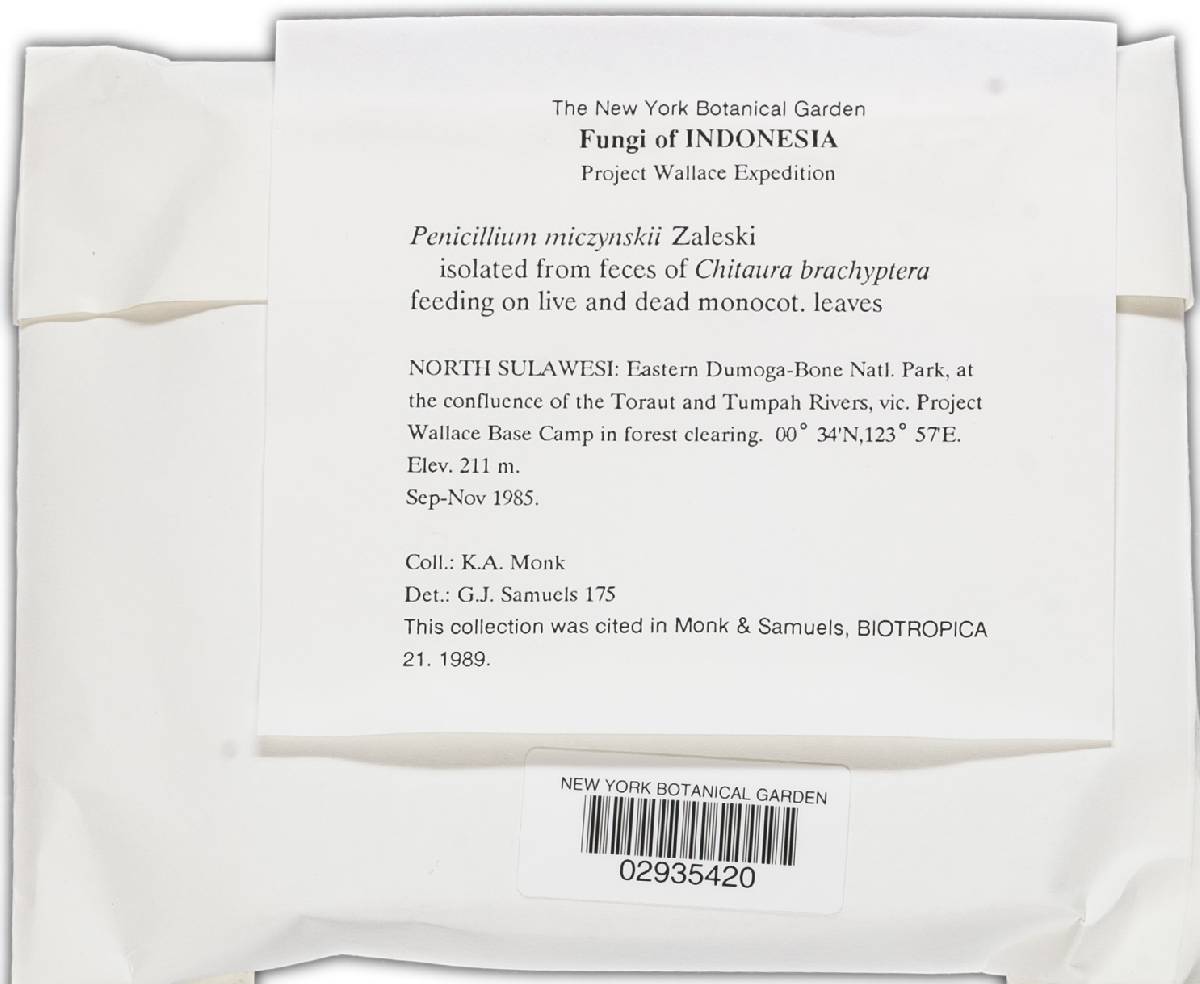 The New York Botanical Garden
Fungi of INDONESIA
Project Wallace Expedition
Penicillium miczynskii Zaleski
isolated from feces of Chitaura brachyptera
feeding on live and dead monocot. leaves
NORTH SULAWESI: Eastern Dumoga-Bone Natl. Park, at
the confluence of the Toraut and Tumpah Rivers, vic. Project
Wallace Base Camp in forest clearing. 00° 34'N,123° 57'E.
Elev. 211 m.
Sep-Nov 1985.
Coll.: K.A. Monk
Det.: G.J. Samuels 175
This collection was cited in Monk & Samuels, BIOTROPICA
21. 1989.
NEW YORK BOTANICAL GARDEN
02935420